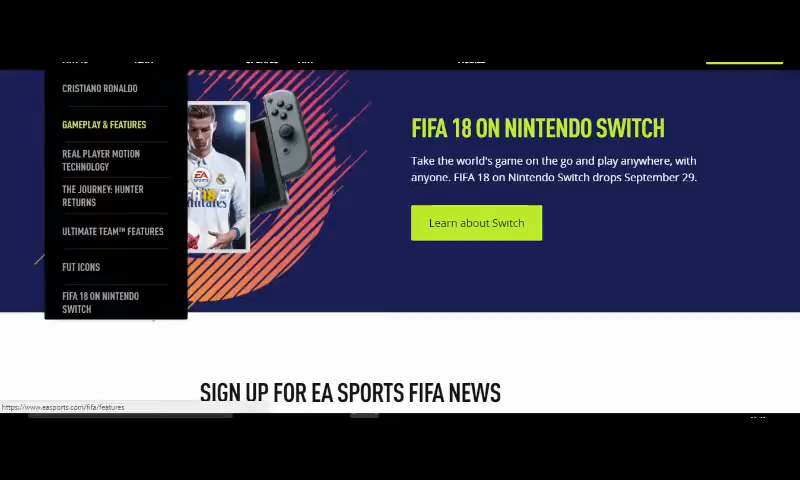 CRISTIANO RONALDO
GAMEPLAY & FEATURES
REAL PLAYER MOTION
TECHNOLOGY
THE JOURNEY: HUNTER
RETURNS
ULTIMATE TEAM™ FEATURES
FUT ICONS
FIFA 18 ON NINTENDO
SWITCH
EA
SPORTS
18
FIFA 18 ON NINTENDO SWITCH
Take the world's game on the go and play anywhere, with
anyone. FIFA 18 on Nintendo Switch drops September 29.
Learn about Switch
SIGN UP FOR EA SPORTS FIFA NEWS
https://www.easports.com/fifa/features